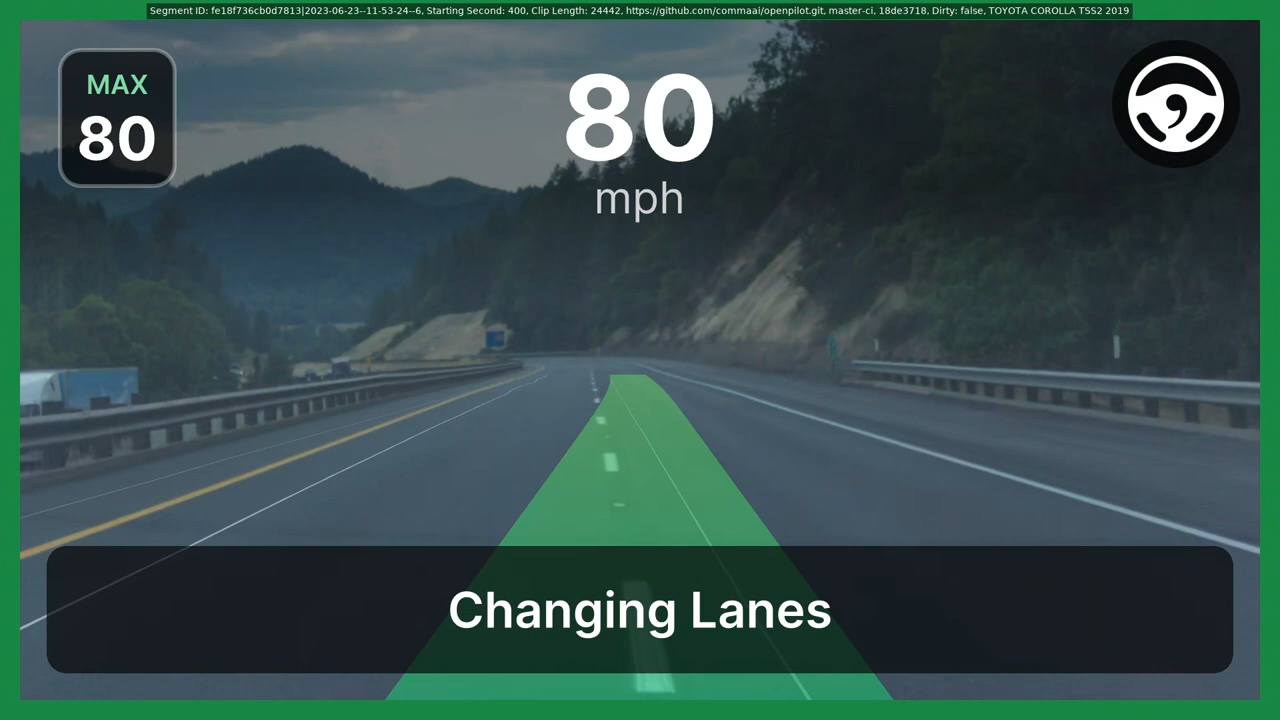 Segment ID: fe18f736cb0d7813|2023-06-23--11-53-24--6, Starting Second: 400, Clip Length: 24442, https://github.com/commaai/openpilot.git, master-ci, 18de3718, Dirty: false, TOYOTA COROLLA TSS2 2019
MAX
80
80
mph
Changing Lanes